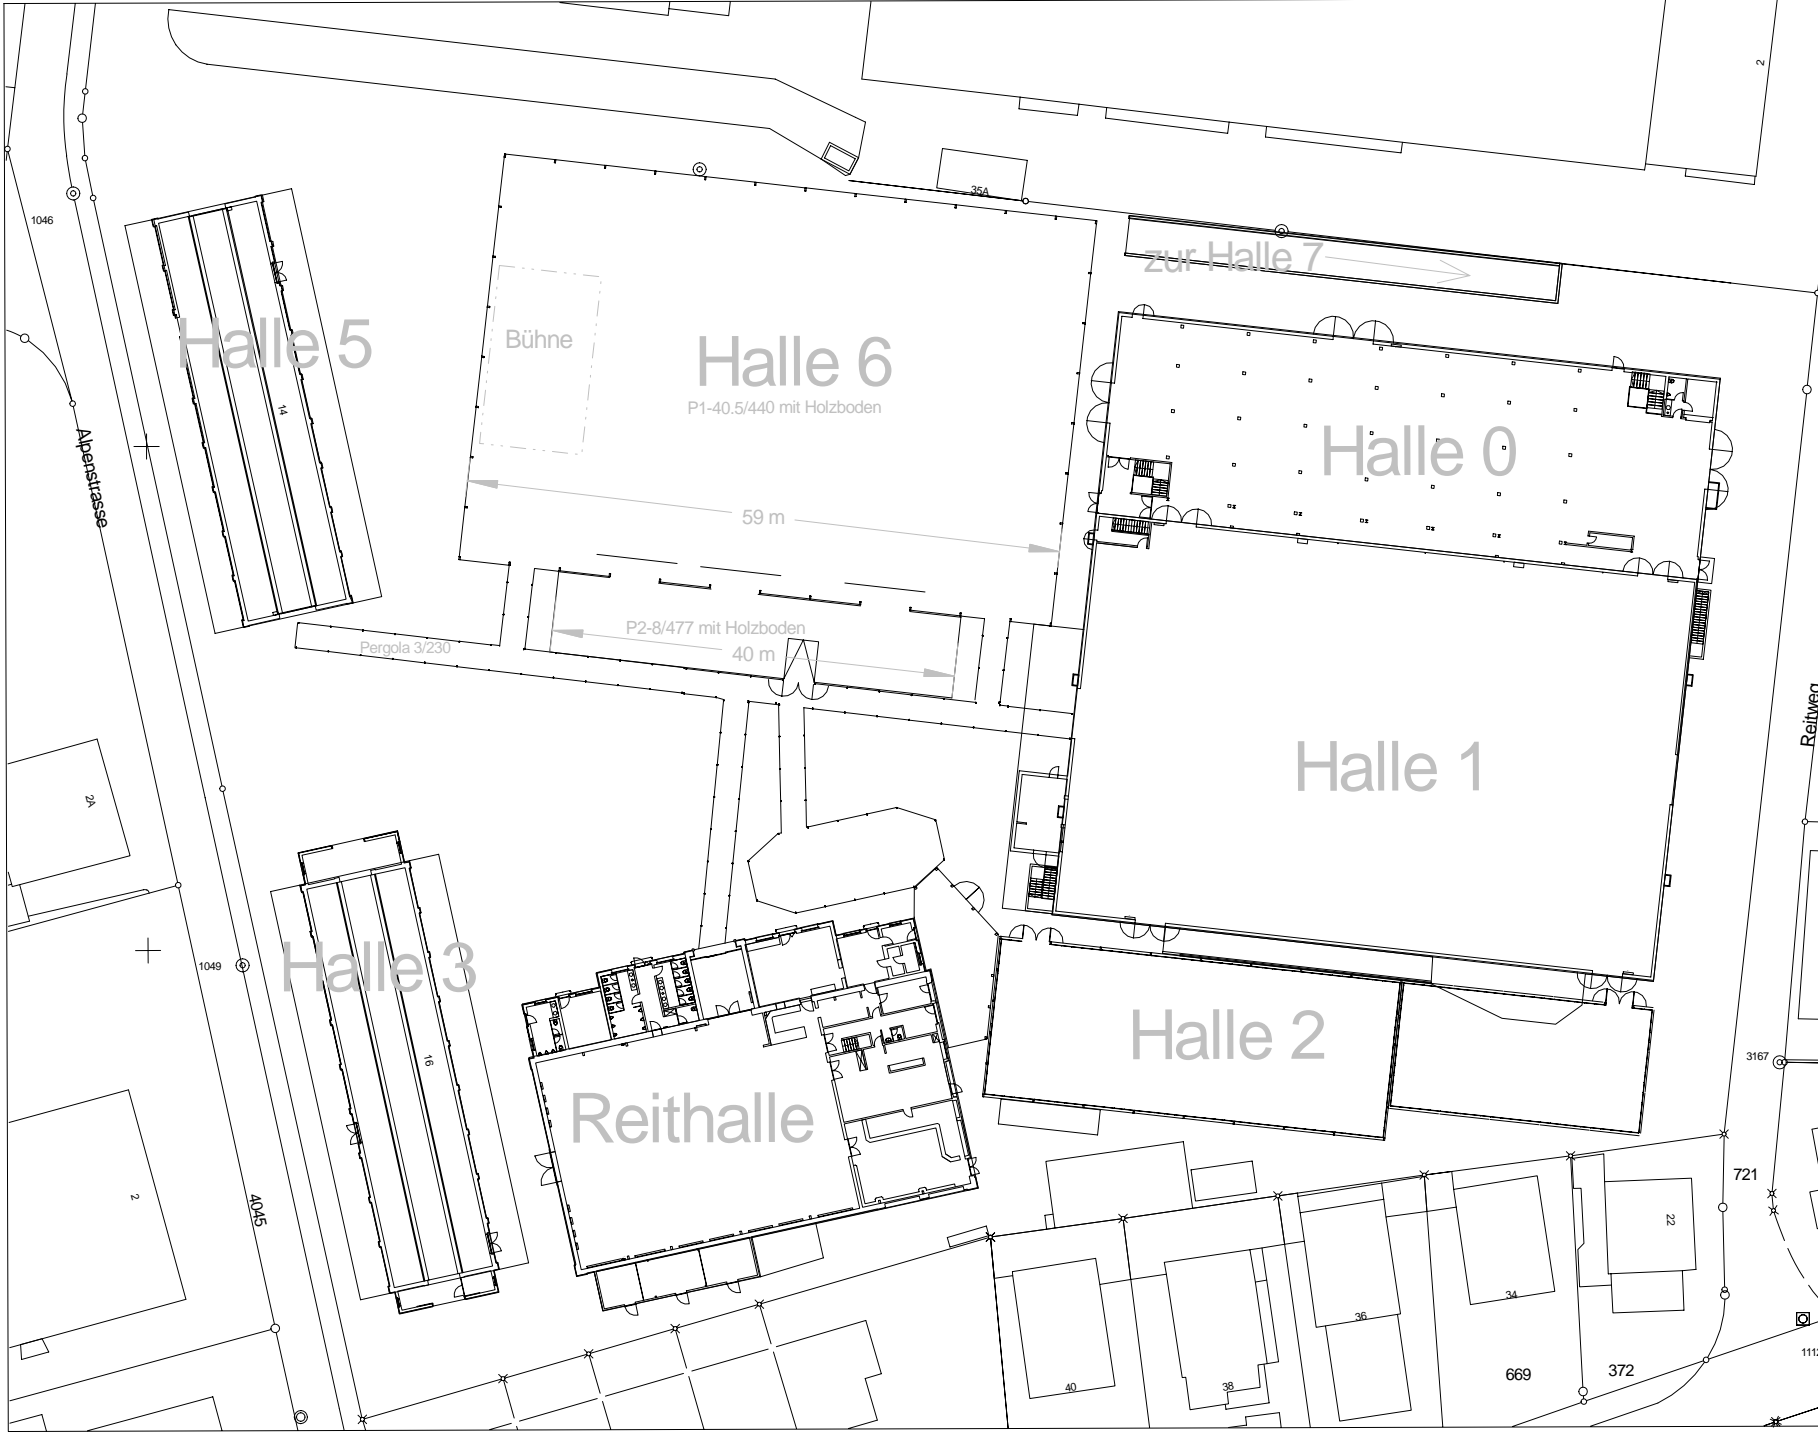 2
35A
1046
zur Halle 7
Halle 5
Bühne
Halle 6
P1-40.5/440 mit Holzboden
14
Halle 0
Alpenstrasse
59 m
P2-8/477 mit Holzboden
Pergola 3/230
40 m
Reitweg
Halle 1
2A
1049
Halle 3
Halle 2
16
3167
Reithalle
721
2
4045
22
34
36
40
38
669
372